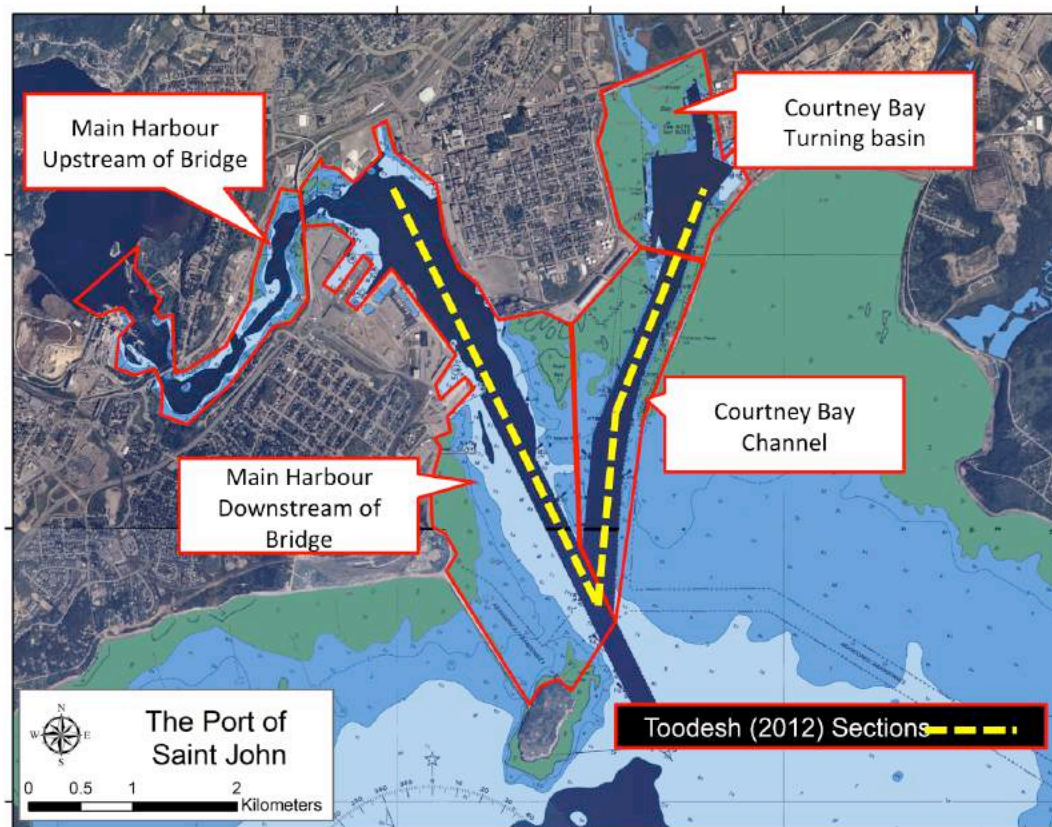 Main Harbour
Upstream of Bridge
Courtney Bay
Turning basin
Courtney Bay
Channel
Main Harbour
Downstream of
Bridge
Toodesh (2012) Sections
The Port of
Saint John
N
W
E
S
0
0.5
1
2
Kilometers